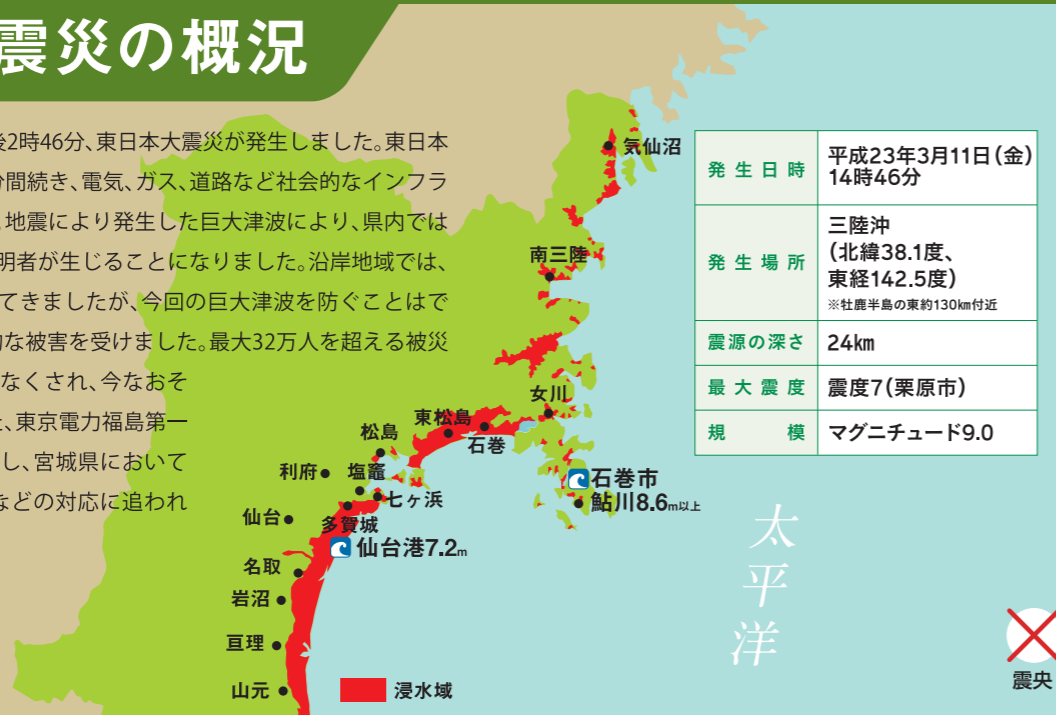 震災の概況
後2時46分、東日本大震災が発生しました。東日本
分間続き、電気、ガス、道路など社会的なインフラ
地震により発生した巨大津波により、県内では
明者が生じることになりました。沿岸地域では、
てきましたが、今回の巨大津波を防ぐことはで
的な被害を受けました。最大32万人を超える被災
なくされ、今なおそ
、東京電力福島第一
し、宮城県において
などの対応に追われ
発生日時
平成23年3月11日(金)
14時46分
発生場所
三陸沖
(北緯38.1度、
東経142.5度)
※牡鹿半島の東約130km付近
震源の深さ
24km
最大震度
震度7(栗原市)
規模
マグニチュード9.0
気仙沼
南三陸
女川
東松島
石巻
松島
利府
塩竈
七ヶ浜
多賀城
仙台
石巻市
鮎川8.6m以上
仙台港7.2m
名取
岩沼
亘理
山元
浸水域
太平洋
震央